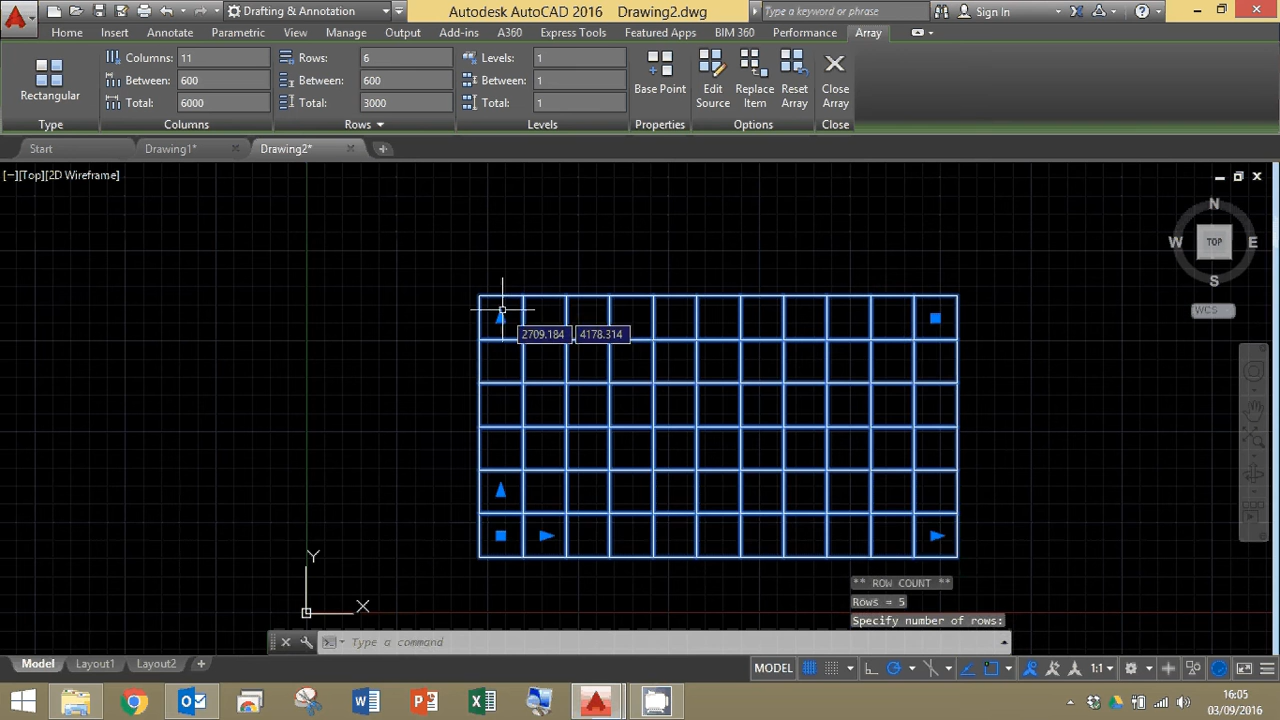 Drafting & Annotation
Autodesk AutoCAD 2016 Drawing2.dwg
Type a keyword or phrase
Sign In
Home Insert Annotate Parametric View Manage Output Add-ins A360 Express Tools Featured Apps BIM 360 Performance Array
Columns: 11 Rows: 6 Levels: 1
Between: 600 Between: 600 Between: 1
Total: 6000 Total: 3000 Total: 1
Rectangular
Base Point
Edit Source
Replace Item
Reset Array
Close Array
Type Columns Rows Levels Properties Options Close
Start Drawing1* Drawing2*
[−][Top][2D Wireframe]
N
W TOP E
S
WCS
2709.184 4178.314
Y
X
** ROW COUNT **
Rows = 5
Specify number of rows:
Type a command
Model Layout1 Layout2
MODEL 1:1
16:05
03/09/2016